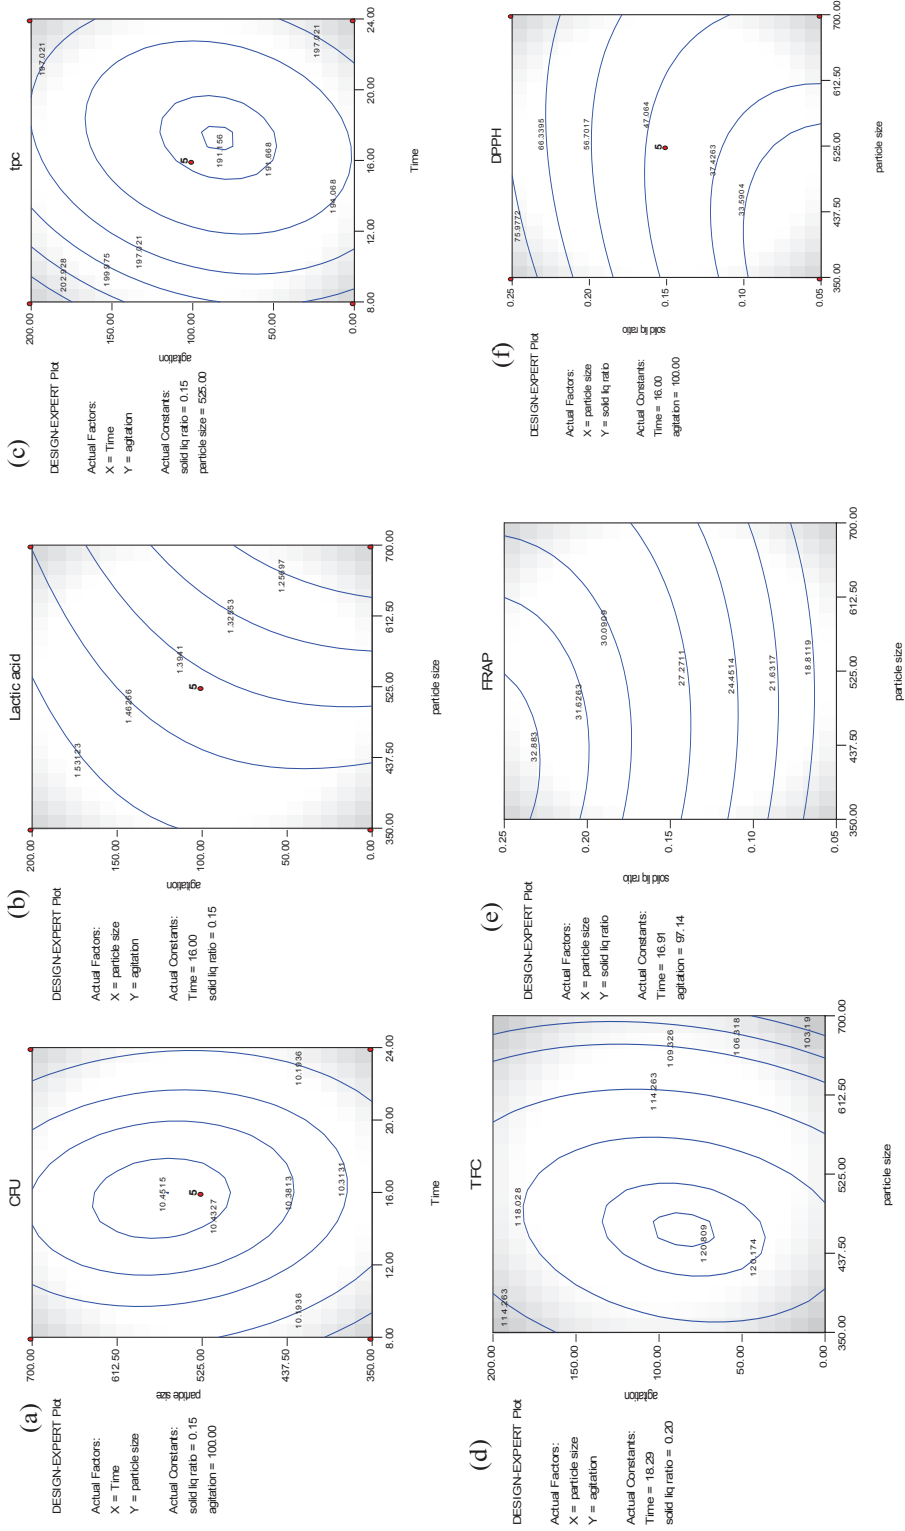 (a)
DESIGN-EXPERT Plot
Actual Factors:
X = Time
Y = particle size
Actual Constants:
solid liq ratio = 0.15
agitation = 100.00
CFU
700.00
612.50
525.00
437.50
350.00
particle size
8.00
12.00
16.00
20.00
24.00
Time
10.1936
10.4515
5
10.4327
10.3813
10.3131
10.1936
(b)
DESIGN-EXPERT Plot
Actual Factors:
X = particle size
Y = agitation
Actual Constants:
Time = 16.00
solid liq ratio = 0.15
Lactic acid
200.00
150.00
100.00
50.00
0.00
agitation
350.00
437.50
525.00
612.50
700.00
particle size
1.53123
1.46266
1.3941
5
1.32553
1.25697
(c)
DESIGN-EXPERT Plot
Actual Factors:
X = Time
Y = agitation
Actual Constants:
solid liq ratio = 0.15
particle size = 525.00
tpc
200.00
150.00
100.00
50.00
0.00
agitation
8.00
12.00
16.00
20.00
24.00
Time
202.928
199.975
197.021
197.021
5
191.668
194.068
197.021
(d)
DESIGN-EXPERT Plot
Actual Factors:
X = particle size
Y = agitation
Actual Constants:
Time = 18.29
solid liq ratio = 0.20
TFC
200.00
150.00
100.00
50.00
0.00
agitation
350.00
437.50
525.00
612.50
700.00
particle size
114.263
118.028
120.809
120.174
114.263
109.326
106.318
103.19
(e)
DESIGN-EXPERT Plot
Actual Factors:
X = particle size
Y = solid liq ratio
Actual Constants:
Time = 16.91
agitation = 97.14
FRAP
0.25
0.20
0.15
0.10
0.05
solid liq ratio
350.00
437.50
525.00
612.50
700.00
particle size
32.883
31.6263
30.0909
27.2711
24.4514
21.6317
18.8119
(f)
DESIGN-EXPERT Plot
Actual Factors:
X = particle size
Y = solid liq ratio
Actual Constants:
Time = 16.00
agitation = 100.00
DPPH
0.25
0.20
0.15
0.10
0.05
solid liq ratio
350.00
437.50
525.00
612.50
700.00
particle size
75.9772
66.3395
56.7017
47.064
5
37.4263
33.5904